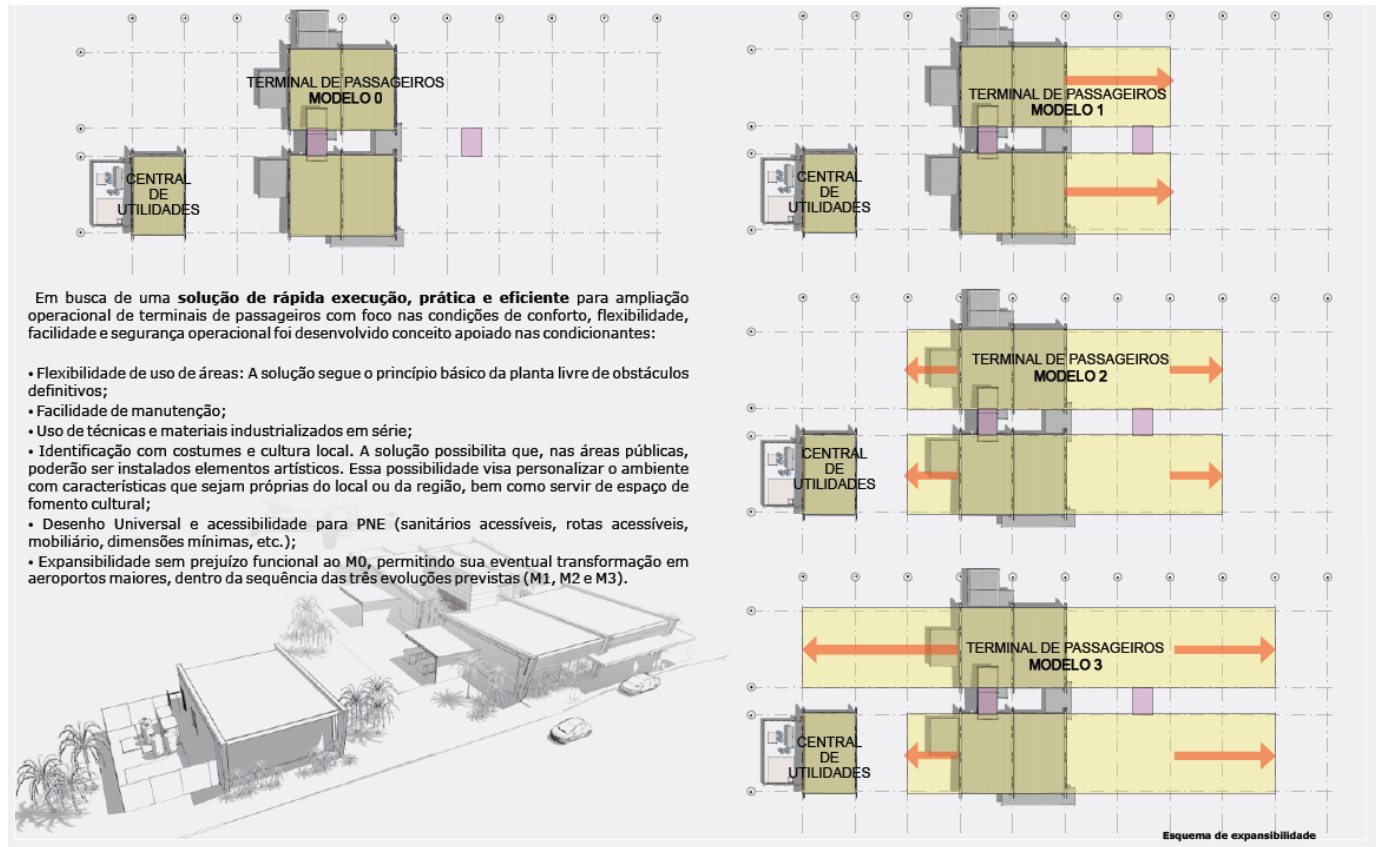 TERMINAL DE PASSAGEIROS
MODELO 0
CENTRAL
DE
UTILIDADES
Em busca de uma solução de rápida execução, prática e eficiente para ampliação
operacional de terminais de passageiros com foco nas condições de conforto, flexibilidade,
facilidade e segurança operacional foi desenvolvido conceito apoiado nas condicionantes:
• Flexibilidade de uso de áreas: A solução segue o princípio básico da planta livre de obstáculos
definitivos;
• Facilidade de manutenção;
• Uso de técnicas e materiais industrializados em série;
• Identificação com costumes e cultura local. A solução possibilita que, nas áreas públicas,
poderão ser instalados elementos artísticos. Essa possibilidade visa personalizar o ambiente
com características que sejam próprias do local ou da região, bem como servir de espaço de
fomento cultural;
• Desenho Universal e acessibilidade para PNE (sanitários acessíveis, rotas acessíveis,
mobiliário, dimensões mínimas, etc.);
• Expansibilidade sem prejuízo funcional ao M0, permitindo sua eventual transformação em
aeroportos maiores, dentro da sequência das três evoluções previstas (M1, M2 e M3).
TERMINAL DE PASSAGEIROS
MODELO 1
CENTRAL
DE
UTILIDADES
TERMINAL DE PASSAGEIROS
MODELO 2
CENTRAL
DE
UTILIDADES
TERMINAL DE PASSAGEIROS
MODELO 3
CENTRAL
DE
UTILIDADES
Esquema de expansibilidade